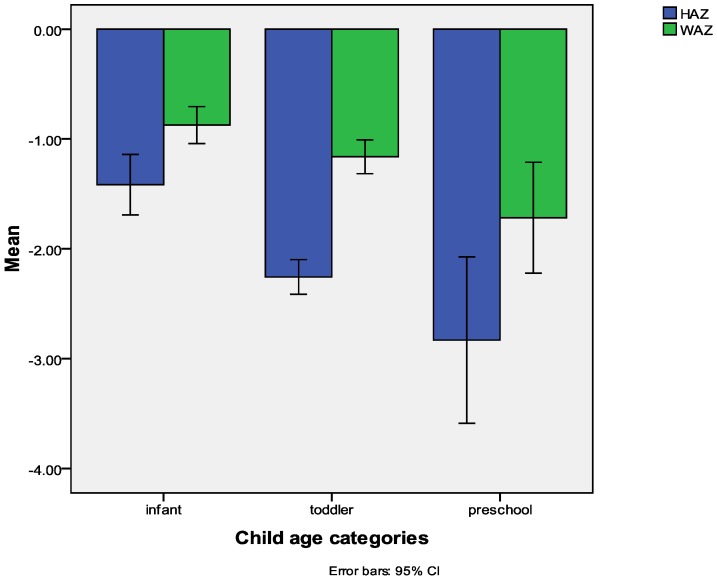 HAZ
WAZ
0.00
-1.00
-2.00
-3.00
-4.00
Mean
infant
toddler
preschool
Child age categories
Error bars: 95% CI